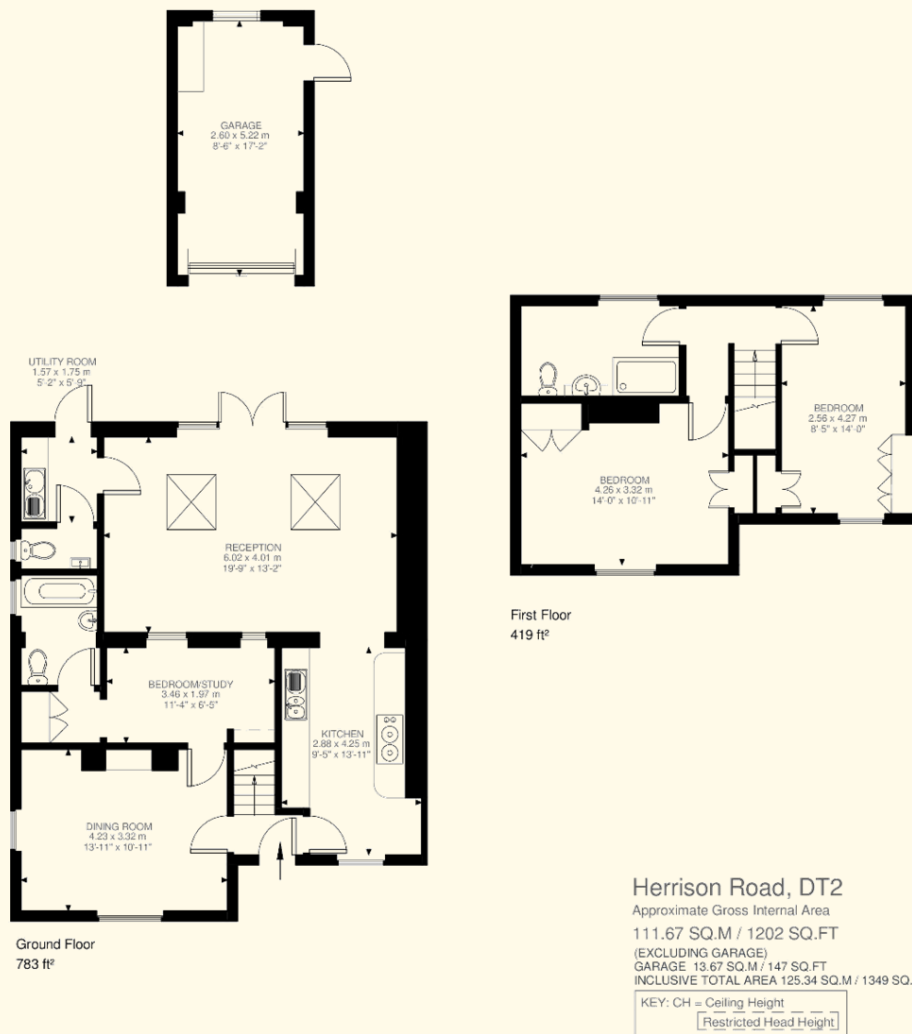 GARAGE
2.60 x 5.22 m
8'-6" x 17'-2"
UTILITY ROOM
1.57 x 1.75 m
5'-2" x 5'-9"
RECEPTION
6.02 x 4.01 m
19'-9" x 13'-2"
BEDROOM/STUDY
3.46 x 1.97 m
11'-4" x 6'-5"
KITCHEN
2.88 x 4.25 m
9'-5" x 13'-11"
DINING ROOM
4.23 x 3.32 m
13'-11" x 10'-11"
Ground Floor
783 ft²
BEDROOM
2.56 x 4.27 m
8'-5" x 14'-0"
BEDROOM
4.26 x 3.32 m
14'-0" x 10'-11"
First Floor
419 ft²
Herrison Road, DT2
Approximate Gross Internal Area
111.67 SQ.M / 1202 SQ.FT
(EXCLUDING GARAGE)
GARAGE 13.67 SQ.M / 147 SQ.FT
INCLUSIVE TOTAL AREA 125.34 SQ.M / 1349 SQ.
KEY: CH = Ceiling Height
Restricted Head Height